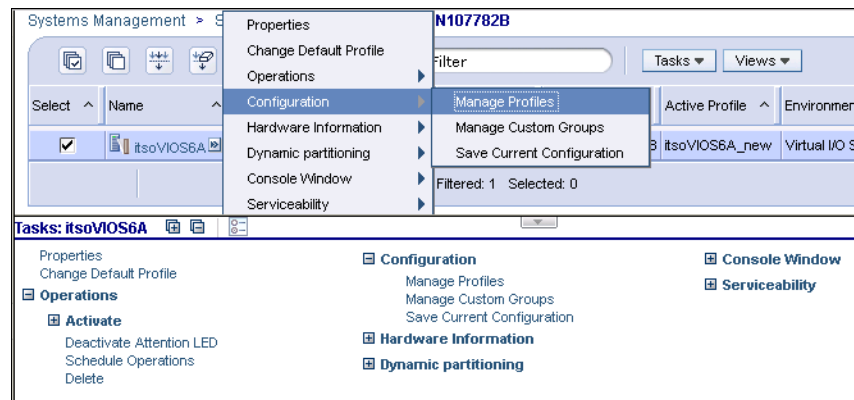 Systems Management > S
N107782B
Properties
Change Default Profile
Operations
Configuration
Hardware Information
Dynamic partitioning
Console Window
Serviceability
Manage Profiles
Manage Custom Groups
Save Current Configuration
Filter
Tasks
Views
Select ^ Name ^
Active Profile ^ Environmen
itsoVIOS6A
itsoVIOS6A_new
Virtual I/O S
Filtered: 1 Selected: 0
Tasks: itsoVIOS6A
Properties
Change Default Profile
Operations
Activate
Deactivate Attention LED
Schedule Operations
Delete
Configuration
Manage Profiles
Manage Custom Groups
Save Current Configuration
Hardware Information
Dynamic partitioning
Console Window
Serviceability